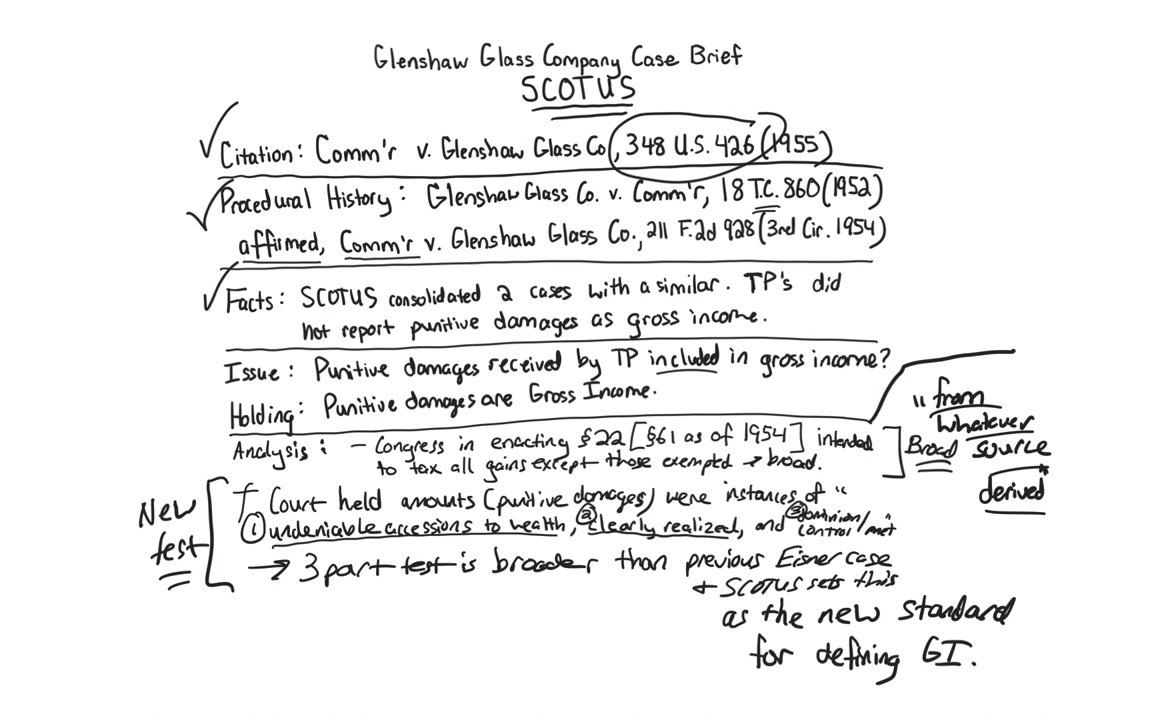 Glenshaw Glass Company Case Brief
SCOTUS
Citation: Comm'r v. Glenshaw Glass Co, 348 U.S. 426 (1955)
Procedural History: Glenshaw Glass Co. v. Comm'r, 18 T.C. 860 (1952)
affirmed, Comm'r v. Glenshaw Glass Co., 211 F.2d 928 (3rd Cir. 1954)
Facts: SCOTUS consolidated 2 cases with a similar. TP's did
not report punitive damages as gross income.
Issue: Punitive damages received by TP included in gross income?
Holding: Punitive damages are Gross Income.
Analysis: - Congress in enacting §22 [§61 as of 1954] intended
to tax all gains except those exempted → broad.
Broad
"from
whatever
source
derived"
New
test
Court held amounts (punitive damages) were instances of "
① undeniable accessions to wealth, ② clearly realized, and ③ dominion/
control/met"
→ 3 part test is broader than previous Eisner case
+ SCOTUS sets this
as the new standard
for defining GI.